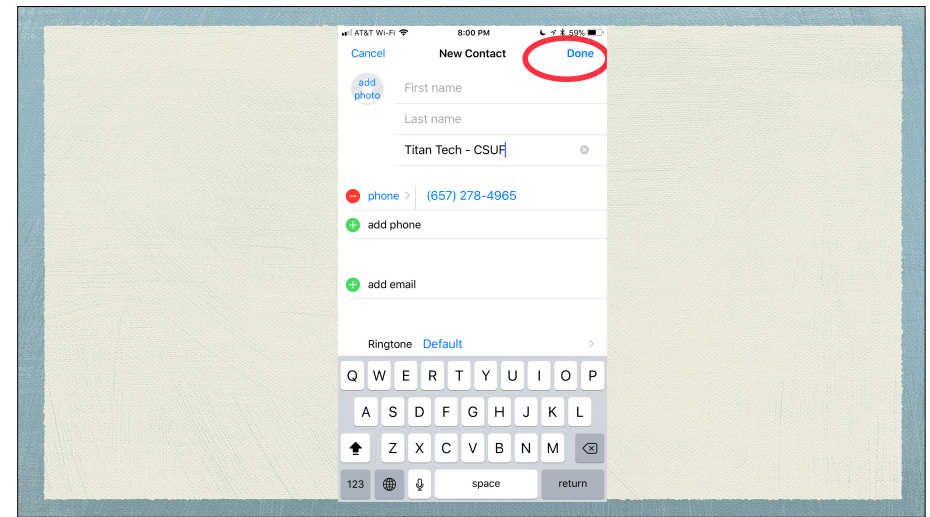 AT&T Wi-Fi 8:00 PM 59%
Cancel New Contact Done
add
photo
First name
Last name
Titan Tech - CSUF
phone (657) 278-4965
add phone
add email
Ringtone Default
Q W E R T Y U I O P
A S D F G H J K L
Z X C V B N M
123 space return